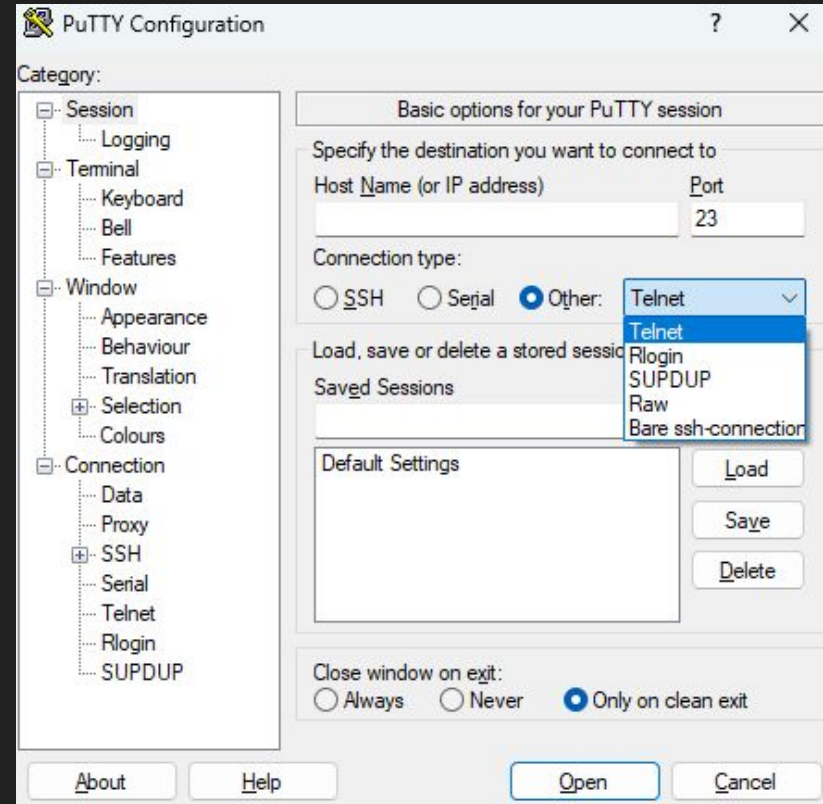 PuTTY Configuration ? ×
Category:
Session
Logging
Terminal
Keyboard
Bell
Features
Window
Appearance
Behaviour
Translation
Selection
Colours
Connection
Data
Proxy
SSH
Serial
Telnet
Rlogin
SUPDUP
Basic options for your PuTTY session
Specify the destination you want to connect to
Host Name (or IP address) Port
23
Connection type:
SSH Serial Other: Telnet
Telnet
Rlogin
SUPDUP
Raw
Bare ssh-connection
Load, save or delete a stored
Saved Sessions
Default Settings
Load
Save
Delete
Close window on exit:
Always Never Only on clean exit
About Help Open Cancel